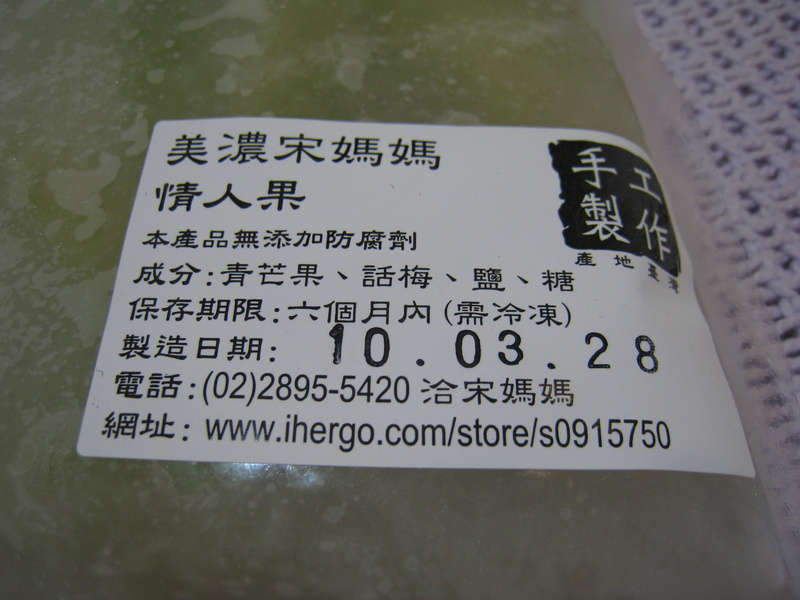 美濃宋媽媽
情人果
本產品無添加防腐劑
成分:青芒果、話梅、鹽、糖
保存期限:六個月內(需冷凍)
製造日期: 10.03.28
電話:(02)2895-5420 洽宋媽媽
網址: www.ihergo.com/store/s0915750
手工
製作
產地臺灣